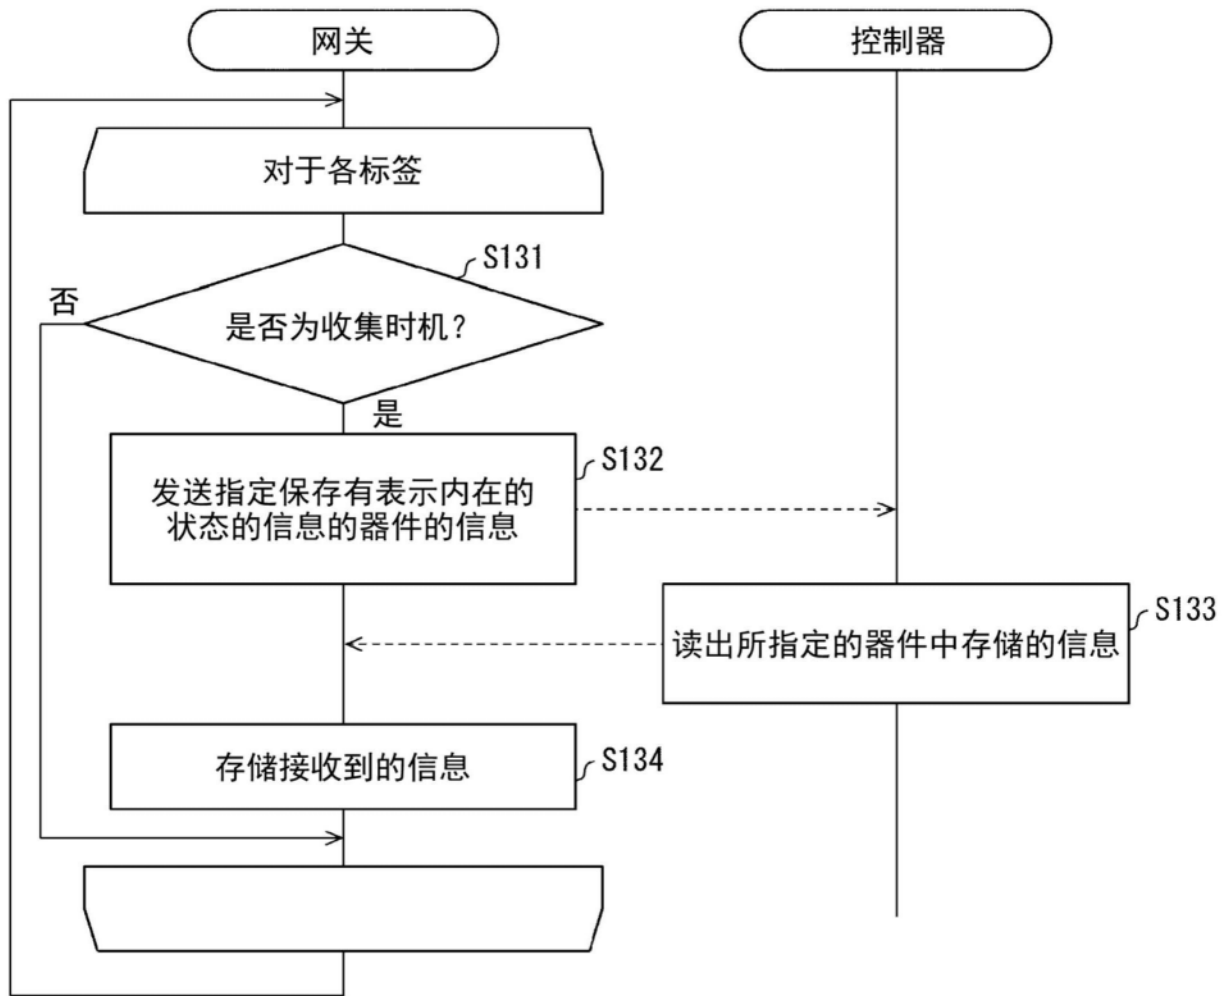 网关
控制器
对于各标签
S131
否
是否为收集时机？
是
S132
发送指定保存有表示内在的
状态的信息的器件的信息
S133
读出所指定的器件中存储的信息
S134
存储接收到的信息